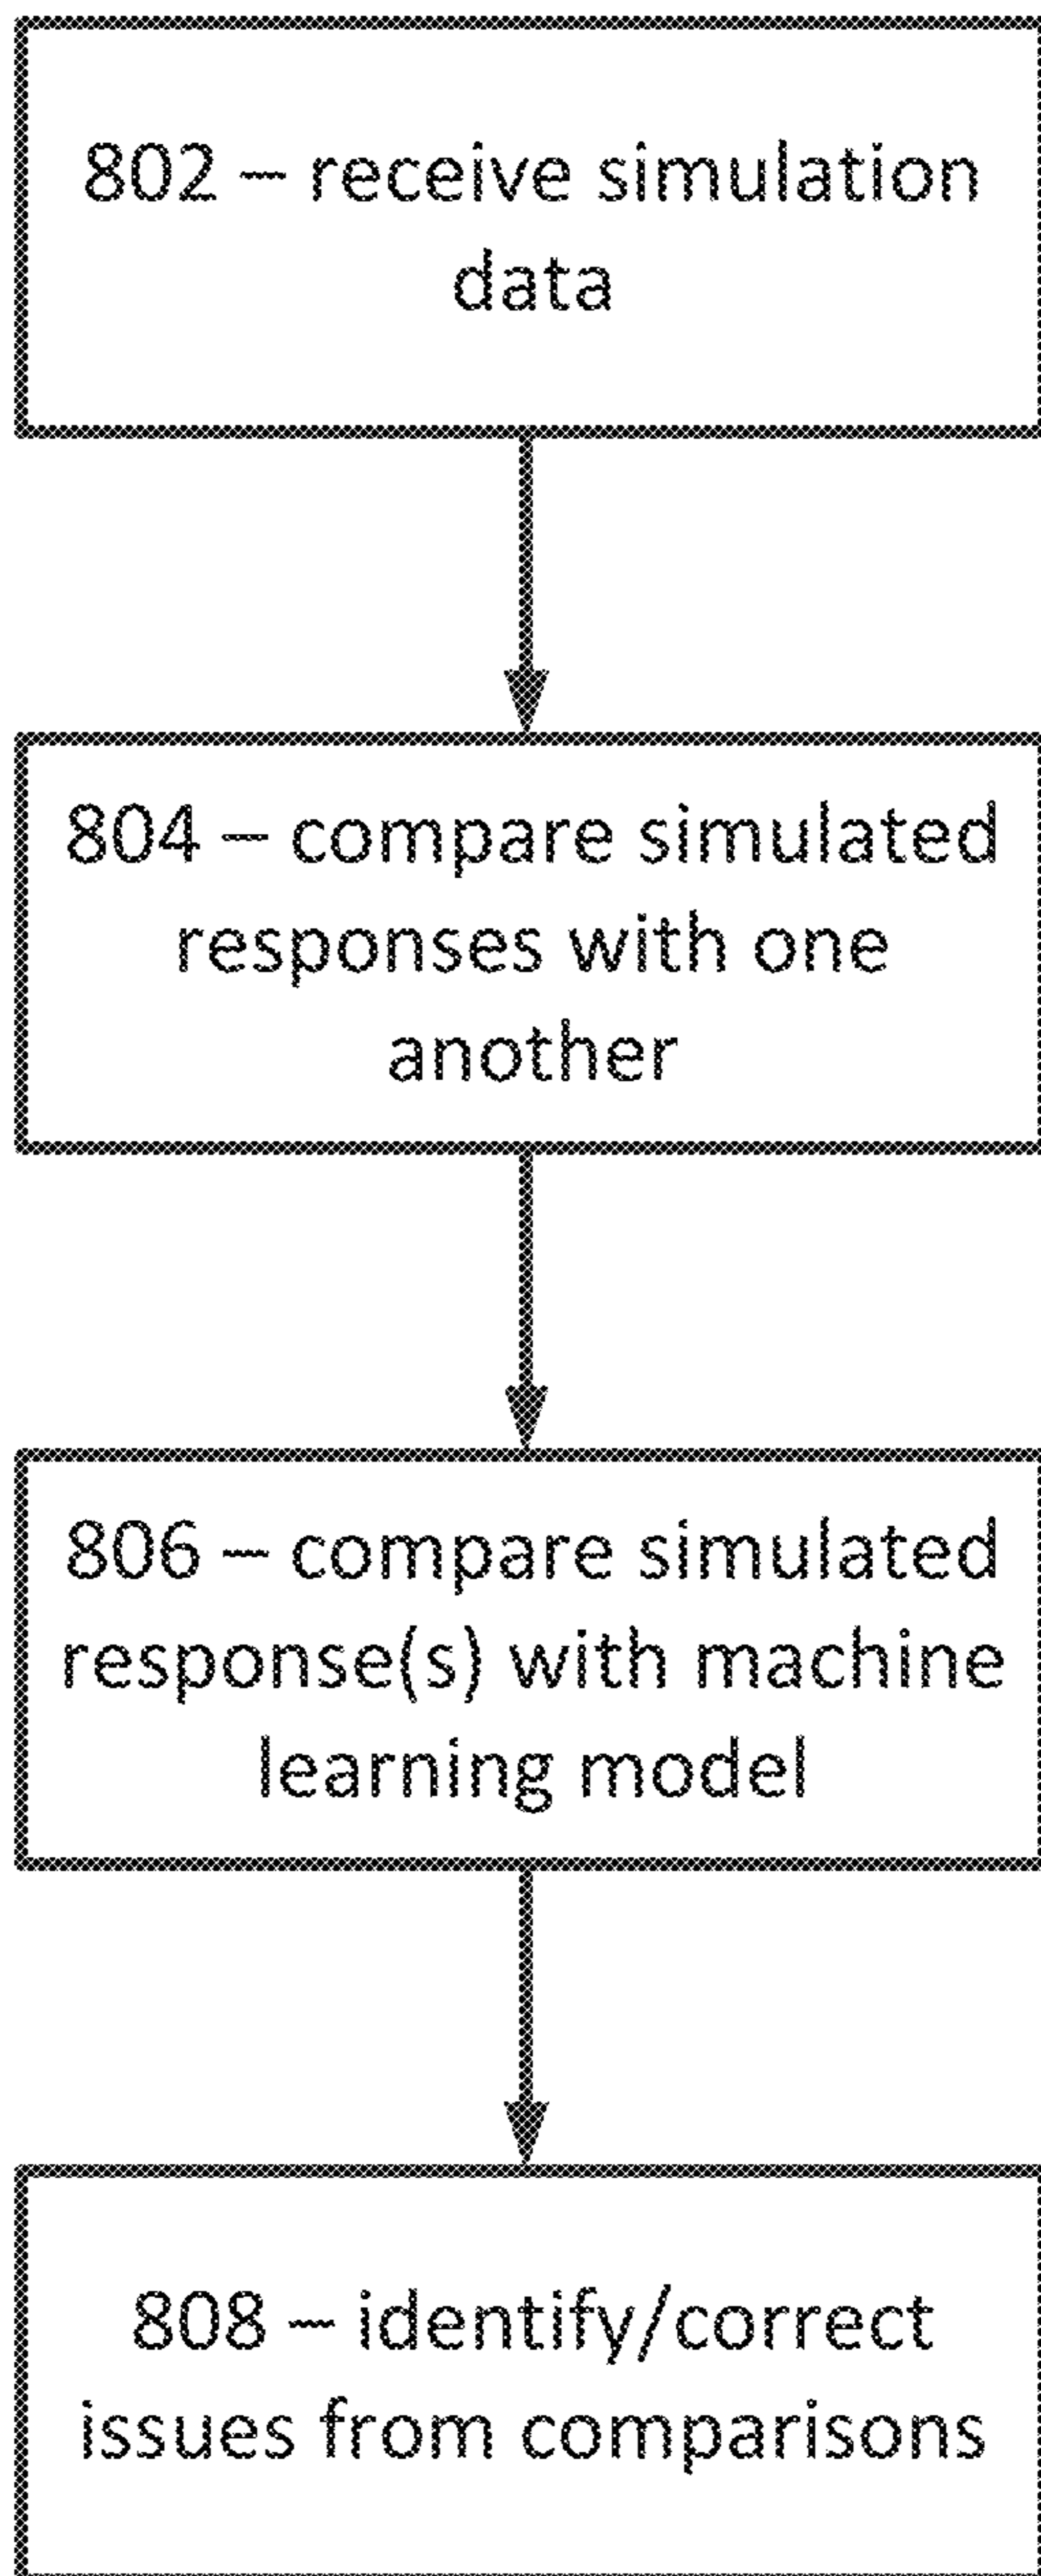 802 – receive simulation
data
804 – compare simulated
responses with one
another
806 – compare simulated
response(s) with machine
learning model
808 – identify/correct
issues from comparisons